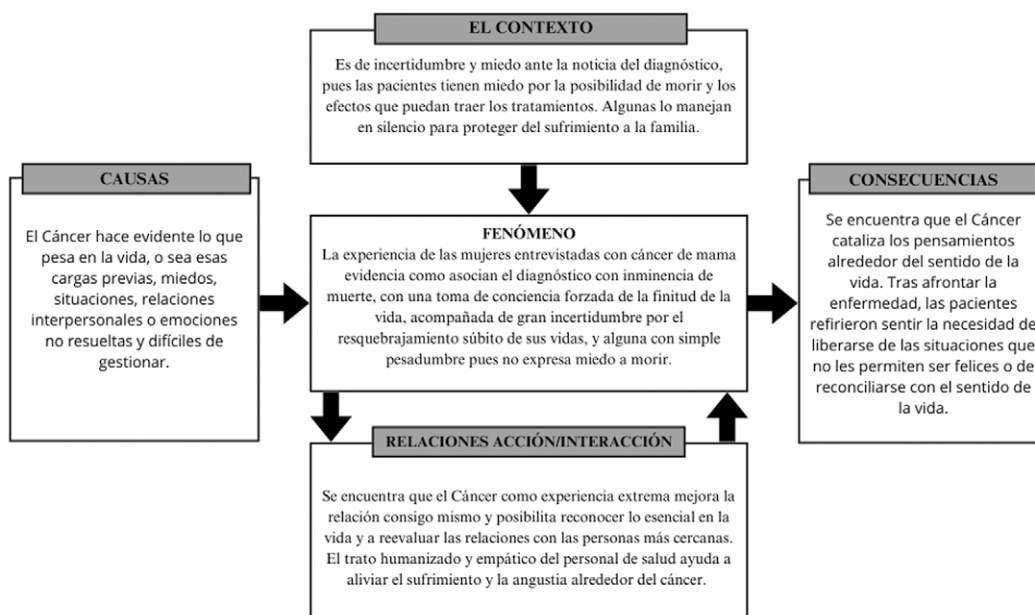 EL CONTEXTO
Es de incertidumbre y miedo ante la noticia del diagnóstico,
pues las pacientes tienen miedo por la posibilidad de morir y los
efectos que puedan traer los tratamientos. Algunas lo manejan
en silencio para proteger del sufrimiento a la familia.
CAUSAS
El Cáncer hace evidente lo que
pesa en la vida, o sea esas
cargas previas, miedos,
situaciones, relaciones
interpersonales o emociones
no resueltas y difíciles de
gestionar.
FENÓMENO
La experiencia de las mujeres entrevistadas con cáncer de mama
evidencia como asocian el diagnóstico con inminencia de
muerte, con una toma de conciencia forzada de la finitud de la
vida, acompañada de gran incertidumbre por el
resquebrajamiento súbito de sus vidas, y alguna con simple
pesadumbre pues no expresa miedo a morir.
CONSECUENCIAS
Se encuentra que el Cáncer
cataliza los pensamientos
alrededor del sentido de la
vida. Tras afrontar la
enfermedad, las pacientes
refirieron sentir la necesidad de
liberarse de las situaciones que
no les permiten ser felices o de
reconciliarse con el sentido de
la vida.
RELACIONES ACCIÓN/INTERACCIÓN
Se encuentra que el Cáncer como experiencia extrema mejora la
relación consigo mismo y posibilita reconocer lo esencial en la
vida y a reevaluar las relaciones con las personas más cercanas.
El trato humanizado y empático del personal de salud ayuda a
aliviar el sufrimiento y la angustia alrededor del cáncer.